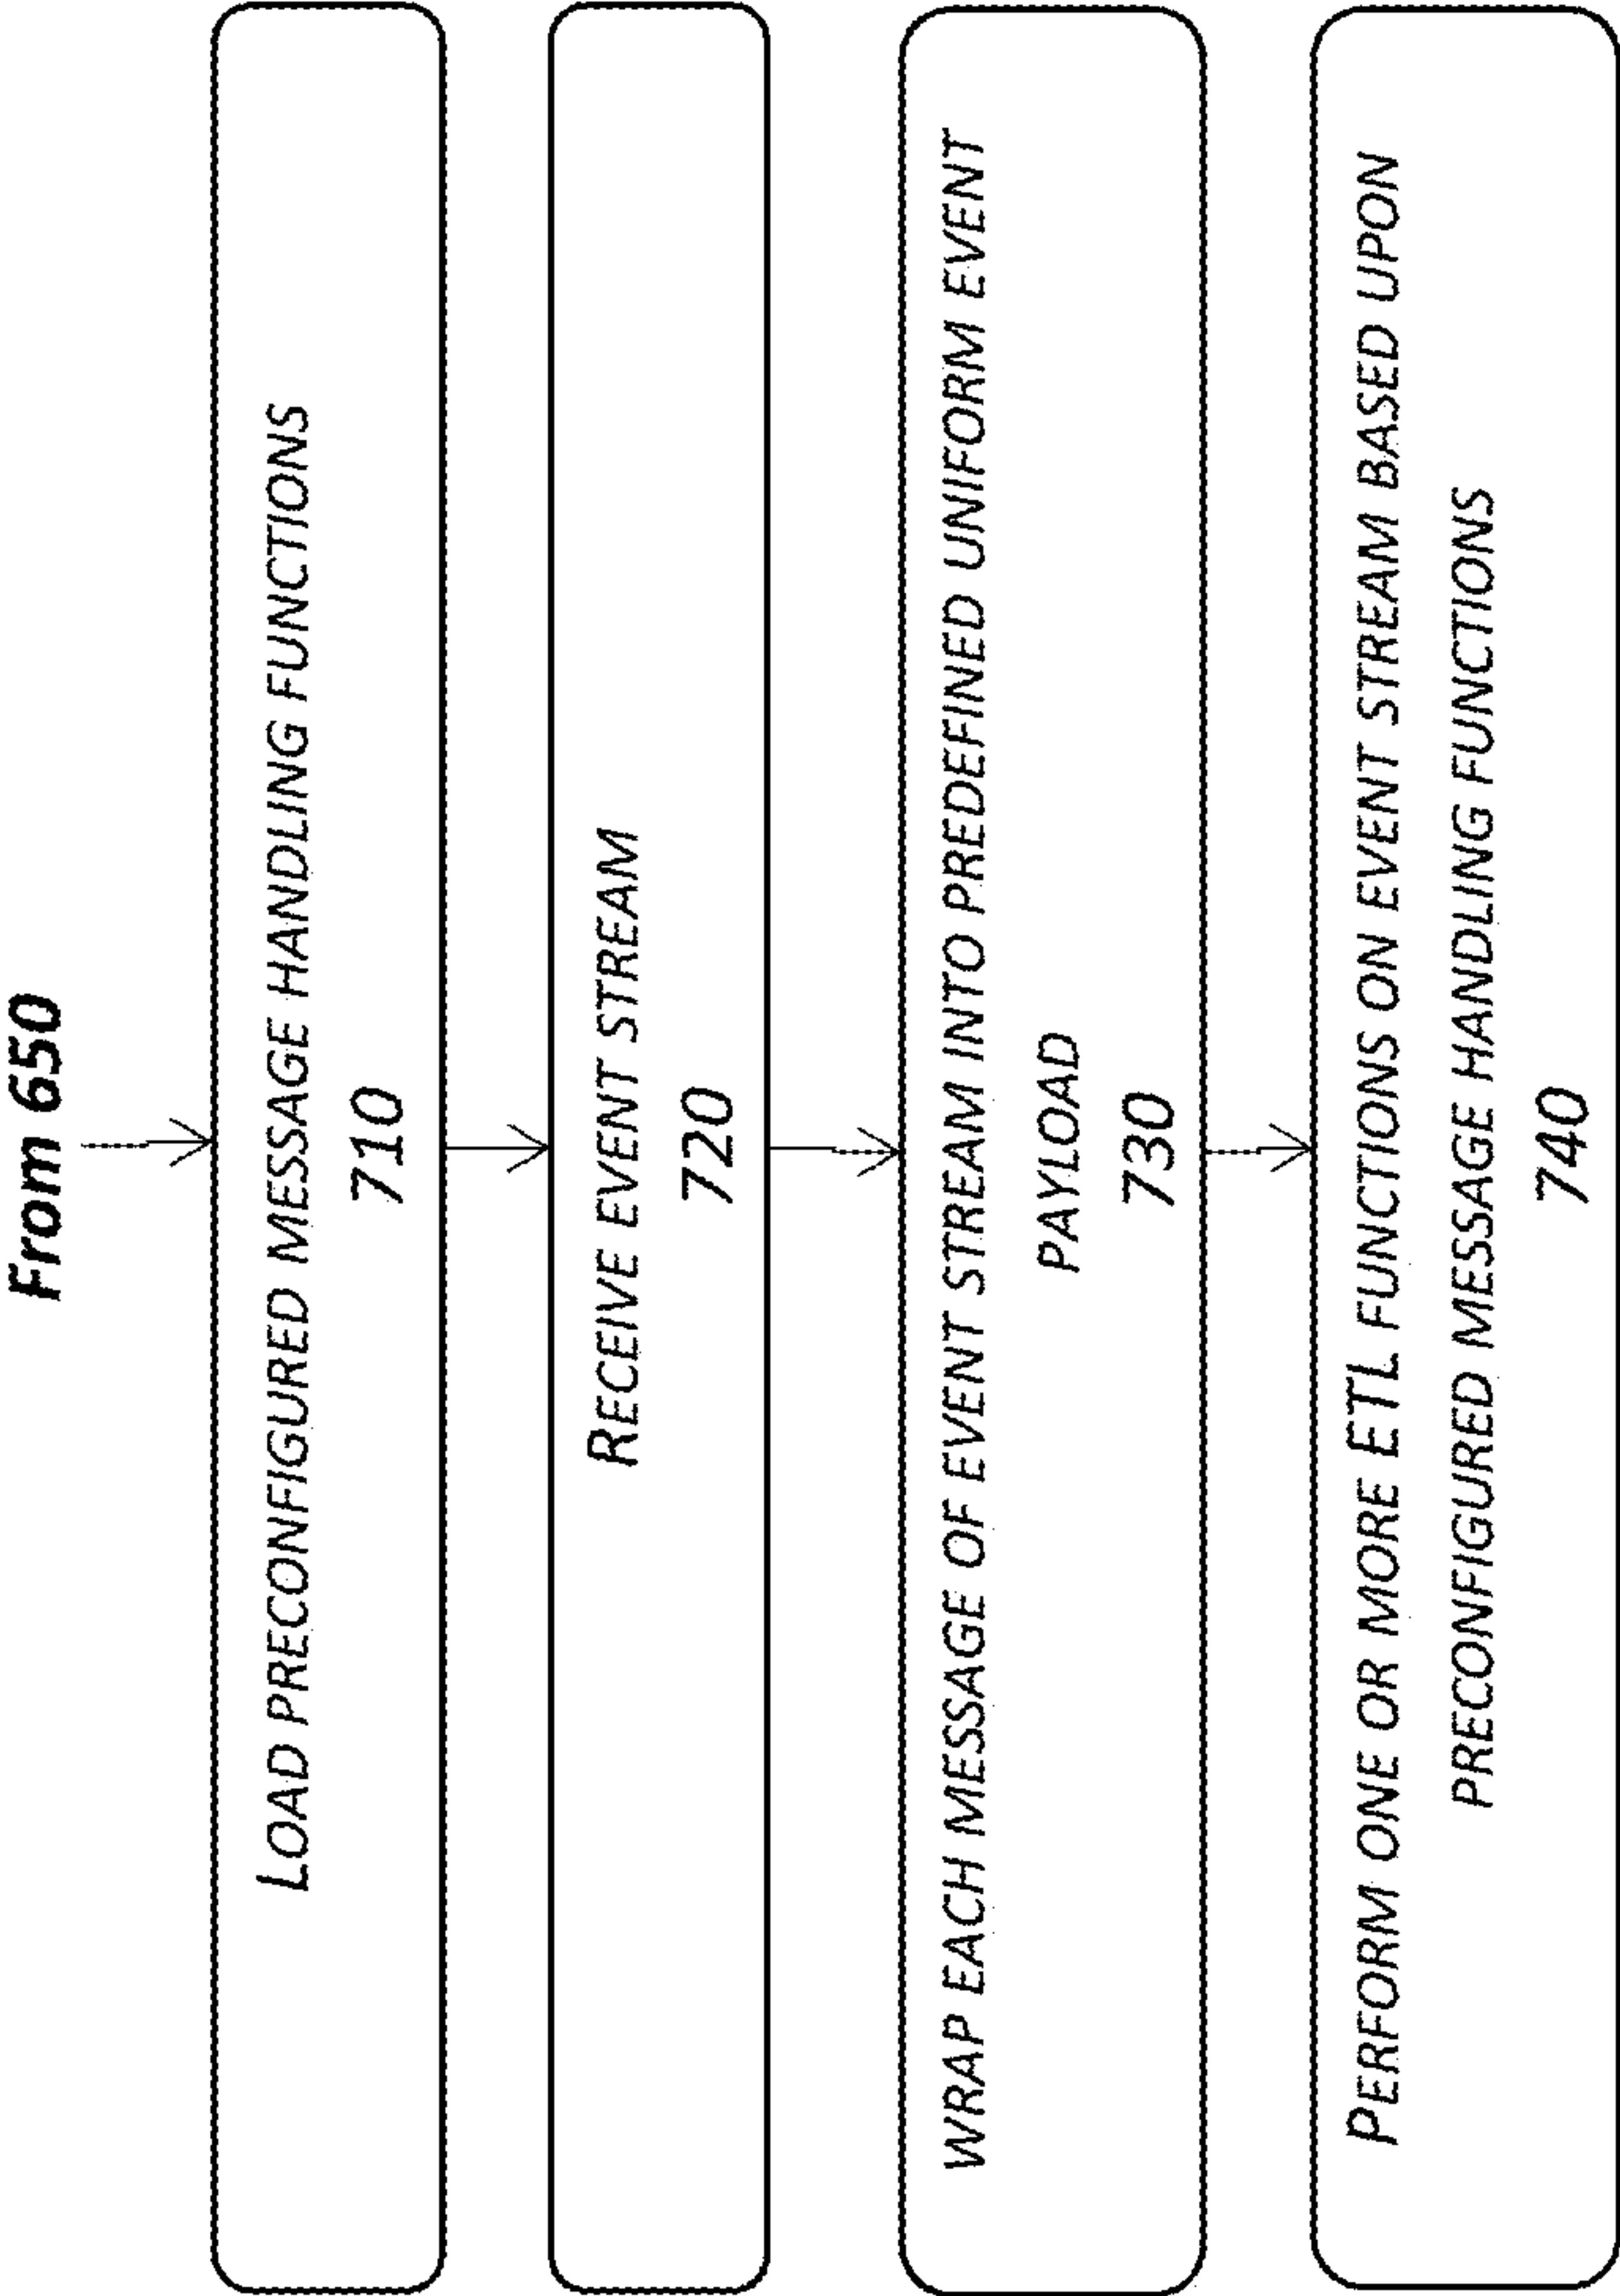 From 650
LOAD PRECONFIGURED MESSAGE HANDLING FUNCTIONS
710
RECEIVE EVENT STREAM
720
WRAP EACH MESSAGE OF EVENT STREAM INTO PREDEFINED UNIFORM EVENT
PAYLOAD
730
PERFORM ONE OR MORE ETL FUNCTIONS ON EVENT STREAM BASED UPON
PRECONFIGURED MESSAGE HANDLING FUNCTIONS
740